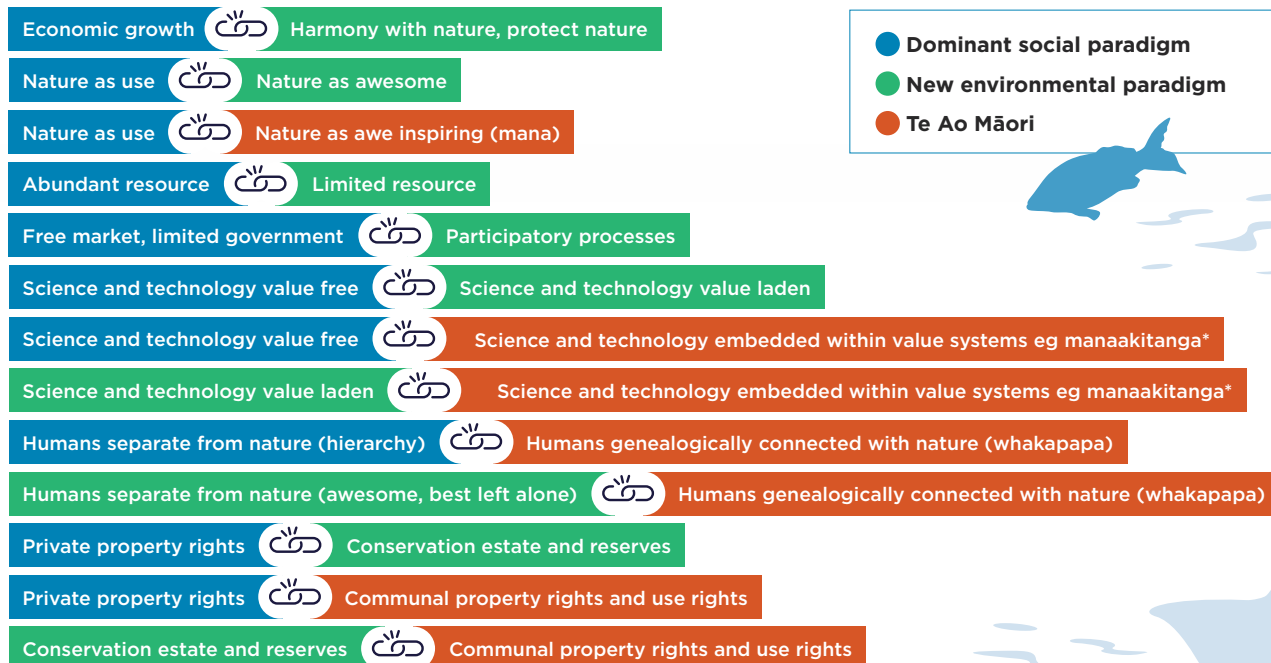 Economic growth Harmony with nature, protect nature
Nature as use Nature as awesome
Nature as use Nature as awe inspiring (mana)
Abundant resource Limited resource
Free market, limited government Participatory processes
Science and technology value free Science and technology value laden
Science and technology value free Science and technology embedded within value systems eg manaakitanga*
Science and technology value laden Science and technology embedded within value systems eg manaakitanga*
Humans separate from nature (hierarchy) Humans genealogically connected with nature (whakapapa)
Humans separate from nature (awesome, best left alone) Humans genealogically connected with nature (whakapapa)
Private property rights Conservation estate and reserves
Private property rights Communal property rights and use rights
Conservation estate and reserves Communal property rights and use rights
Dominant social paradigm
New environmental paradigm
Te Ao Māori